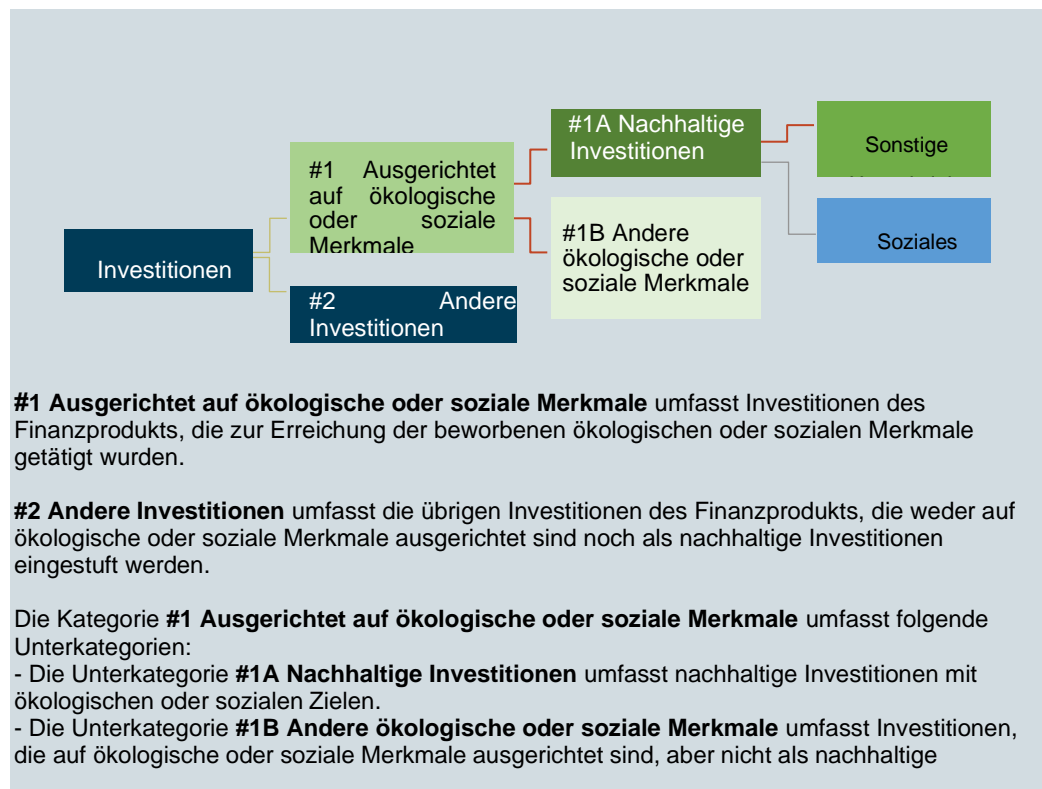 #1A Nachhaltige
Investitionen
Sonstige
#1 Ausgerichtet
auf ökologische
oder soziale
Merkmale
#1B Andere
ökologische oder
soziale Merkmale
Soziales
Investitionen
#2 Andere
Investitionen
#1 Ausgerichtet auf ökologische oder soziale Merkmale umfasst Investitionen des
Finanzprodukts, die zur Erreichung der beworbenen ökologischen oder sozialen Merkmale
getätigt wurden.
#2 Andere Investitionen umfasst die übrigen Investitionen des Finanzprodukts, die weder auf
ökologische oder soziale Merkmale ausgerichtet sind noch als nachhaltige Investitionen
eingestuft werden.
Die Kategorie #1 Ausgerichtet auf ökologische oder soziale Merkmale umfasst folgende
Unterkategorien:
- Die Unterkategorie #1A Nachhaltige Investitionen umfasst nachhaltige Investitionen mit
ökologischen oder sozialen Zielen.
- Die Unterkategorie #1B Andere ökologische oder soziale Merkmale umfasst Investitionen,
die auf ökologische oder soziale Merkmale ausgerichtet sind, aber nicht als nachhaltige